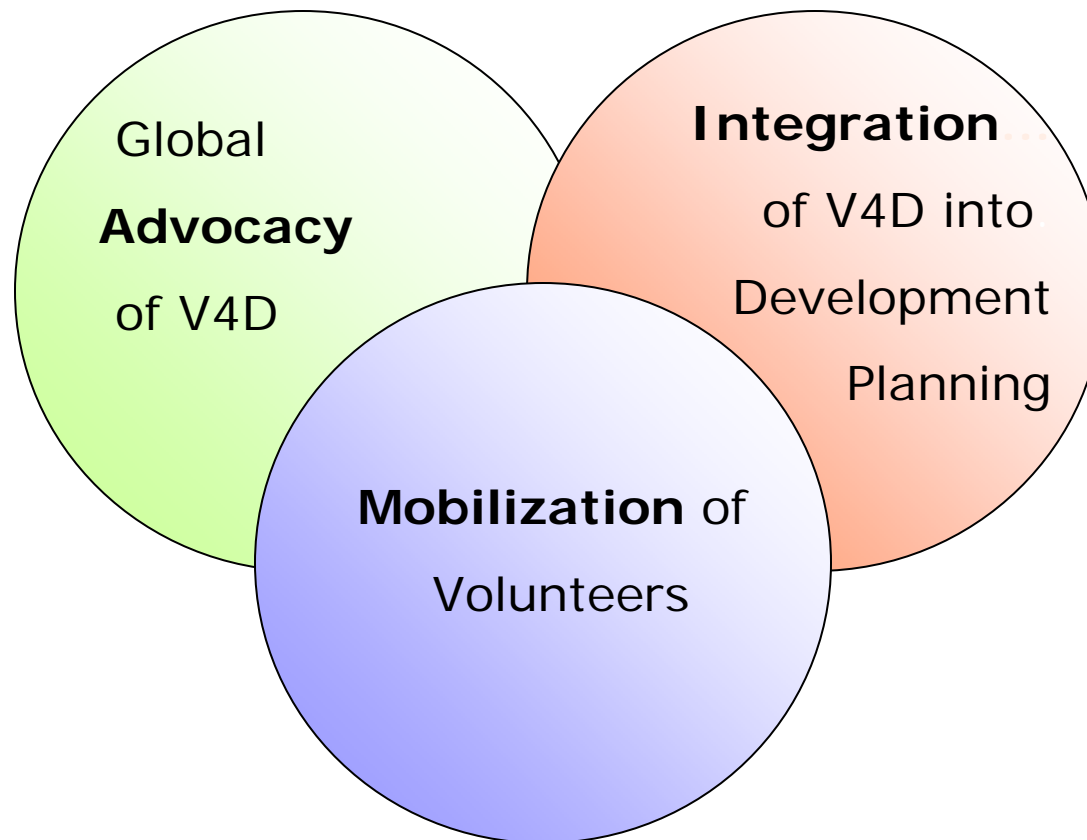 Global
Advocacy
of V4D
Integration...
of V4D into.
Development
Planning
Mobilization of
Volunteers